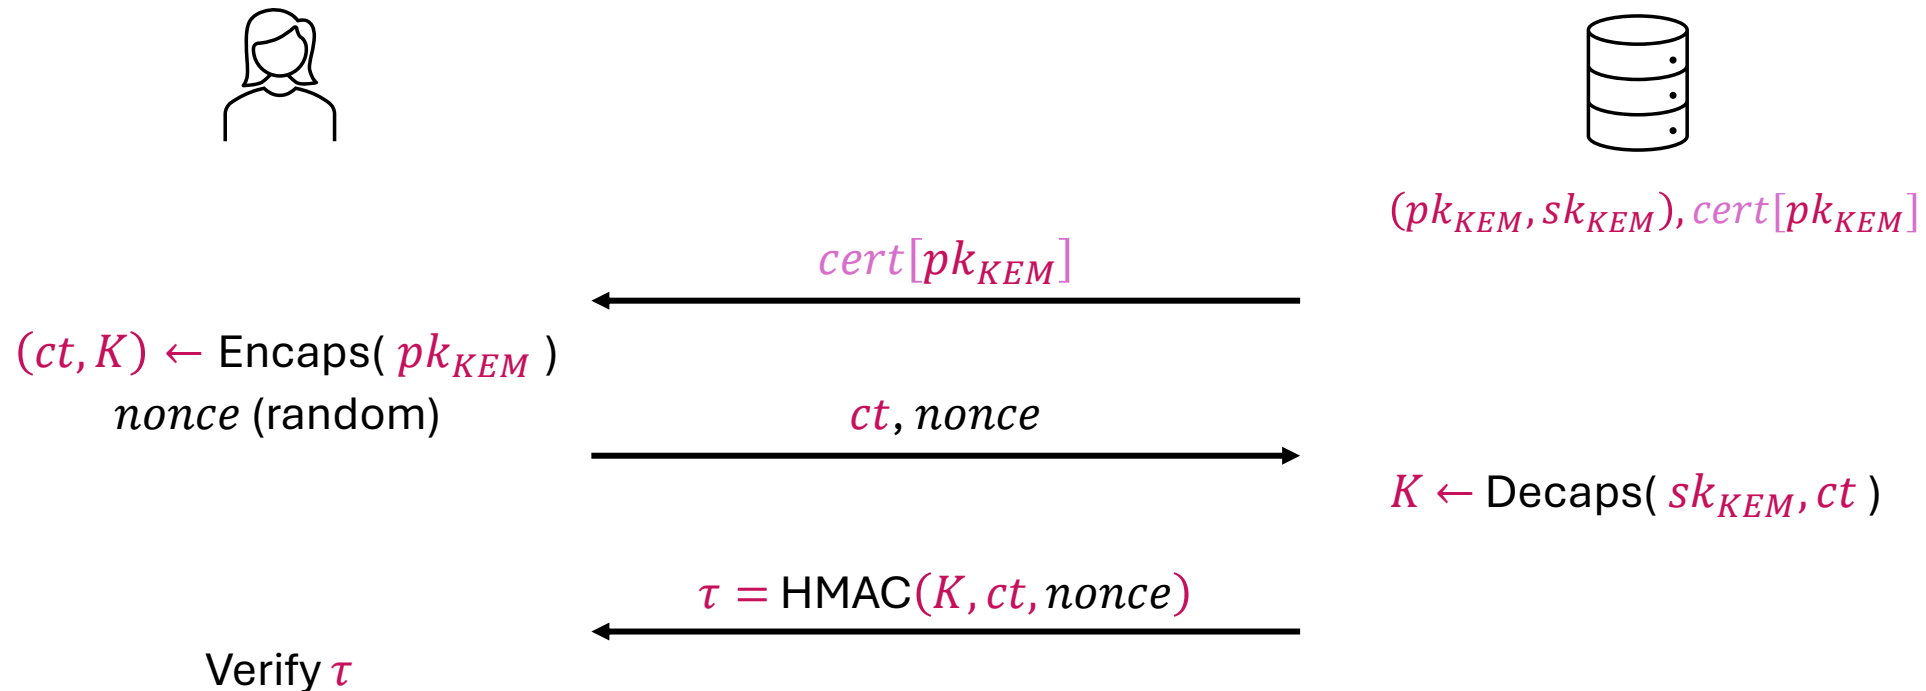 (pk_KEM, sk_KEM), cert[pk_KEM]
cert[pk_KEM]
(ct, K) ← Encaps( pk_KEM )
nonce (random)
ct, nonce
K ← Decaps( sk_KEM, ct )
τ = HMAC(K, ct, nonce)
Verify τ